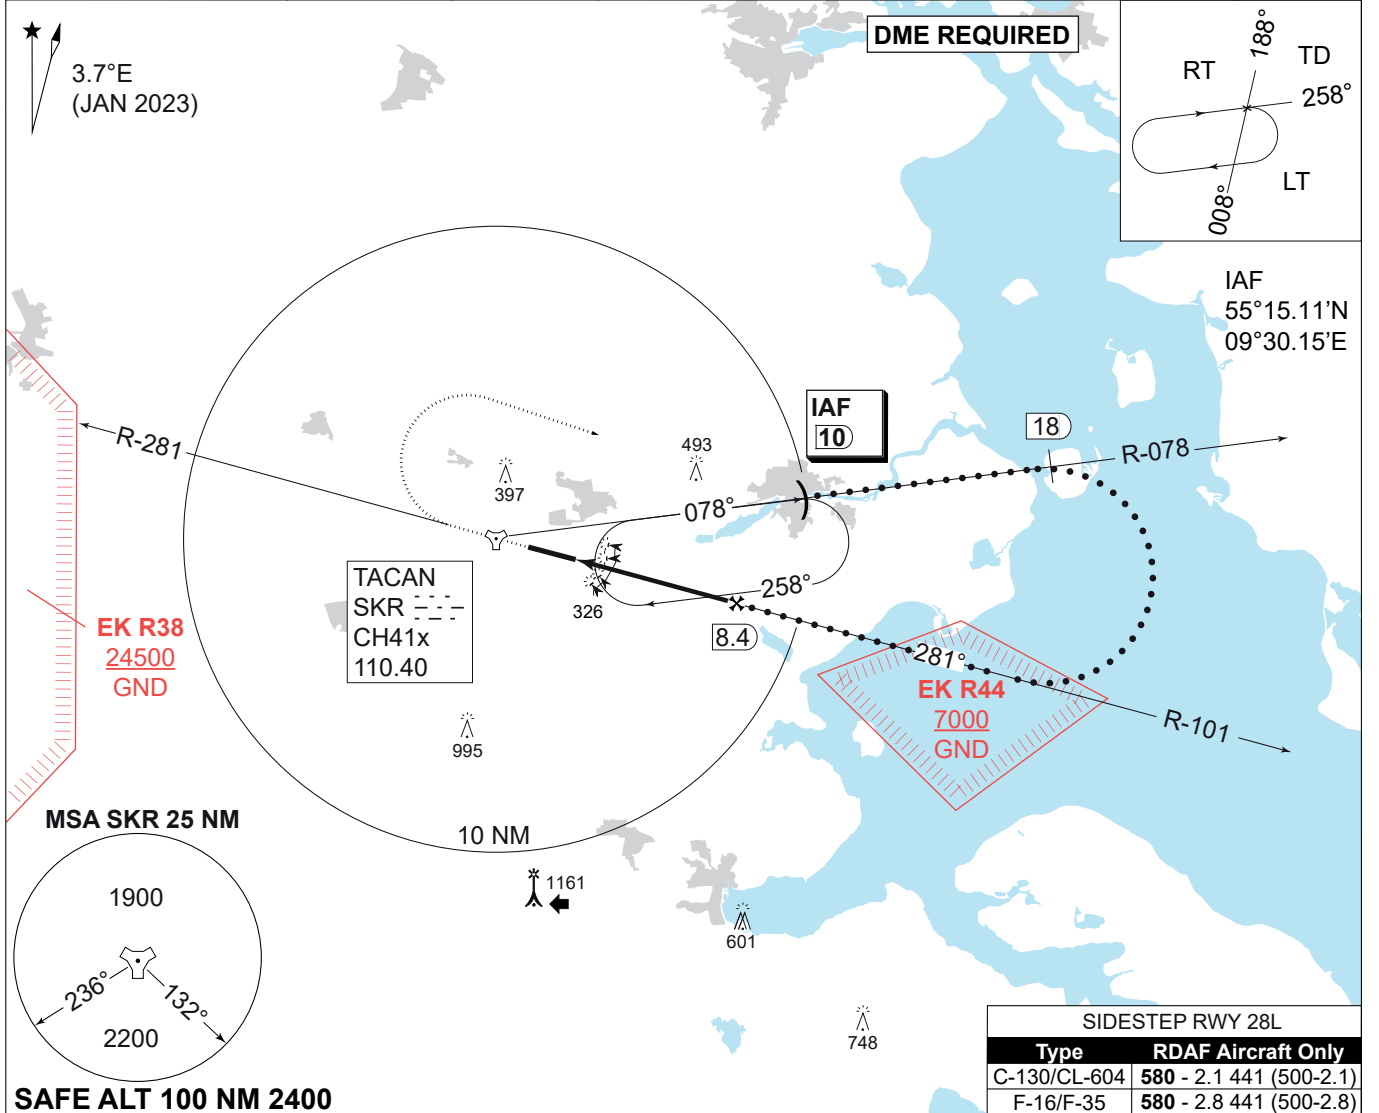 3.7°E
(JAN 2023)
DME REQUIRED
188°
RT
TD
258°
LT
008°
IAF
55°15.11’N
09°30.15’E
IAF
10
18
R-281
R-078
493
397
078°
258°
326
8.4
281°
TACAN
SKR
CH41x
110.40
EK R38
24500
GND
EK R44
7000
GND
R-101
995
10 NM
MSA SKR 25 NM
1900
236°
132°
2200
1161
601
748
SAFE ALT 100 NM 2400
SIDESTEP RWY 28L
Type RDAF Aircraft Only
C-130/CL-604 580 - 2.1 441 (500-2.1)
F-16/F-35 580 - 2.8 441 (500-2.8)